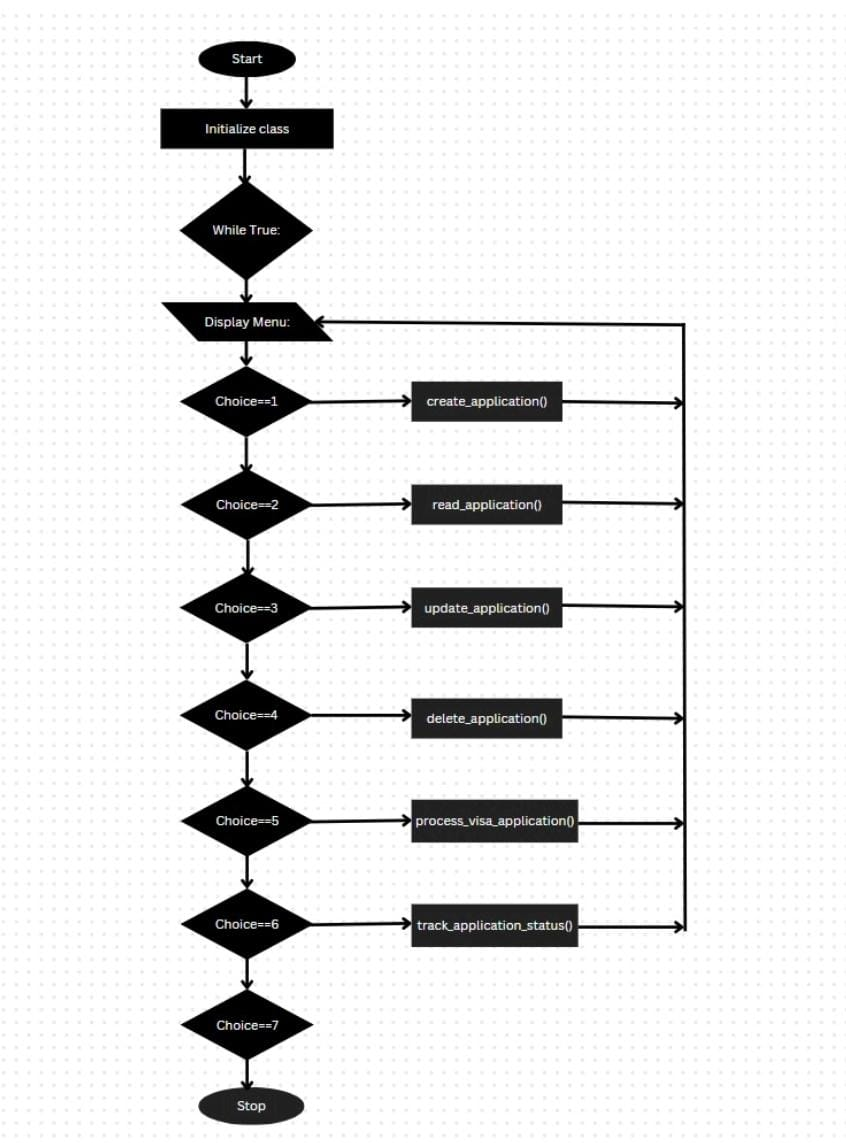 Start
Initialize class
While True:
Display Menu:
Choice==1
create_application()
Choice==2
read_application()
Choice==3
update_application()
Choice==4
delete_application()
Choice==5
process_visa_application()
Choice==6
track_application_status()
Choice==7
Stop